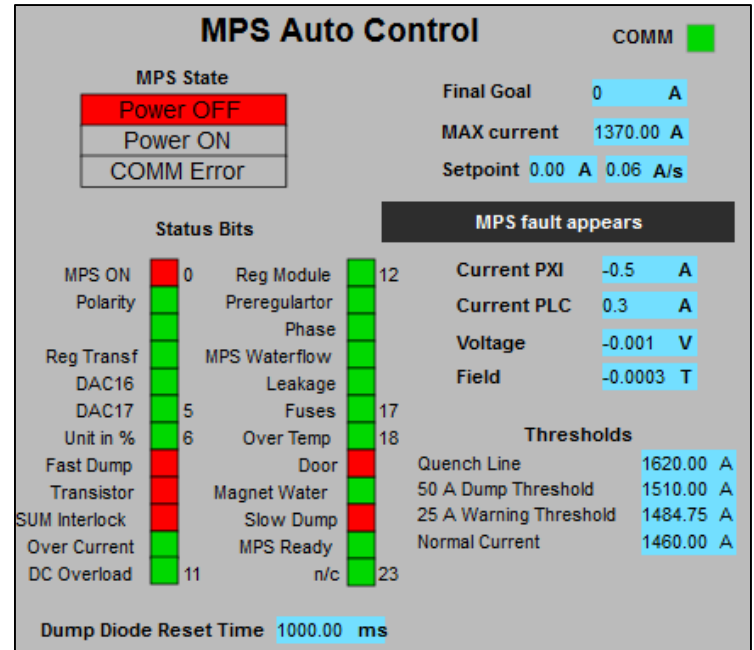 MPS Auto Control
COMM
MPS State
Power OFF
Power ON
COMM Error
Final Goal 0 A
MAX current 1370.00 A
Setpoint 0.00 A 0.06 A/s
MPS fault appears
Status Bits
MPS ON 0 Reg Module 12
Polarity Preregulartor
Phase
Reg Transf MPS Waterflow
DAC16 Leakage
DAC17 5 Fuses 17
Unit in % 6 Over Temp 18
Fast Dump Door
Transistor Magnet Water
SUM Interlock Slow Dump
Over Current MPS Ready
DC Overload 11 n/c 23
Current PXI -0.5 A
Current PLC 0.3 A
Voltage -0.001 V
Field -0.0003 T
Thresholds
Quench Line 1620.00 A
50 A Dump Threshold 1510.00 A
25 A Warning Threshold 1484.75 A
Normal Current 1460.00 A
Dump Diode Reset Time 1000.00 ms